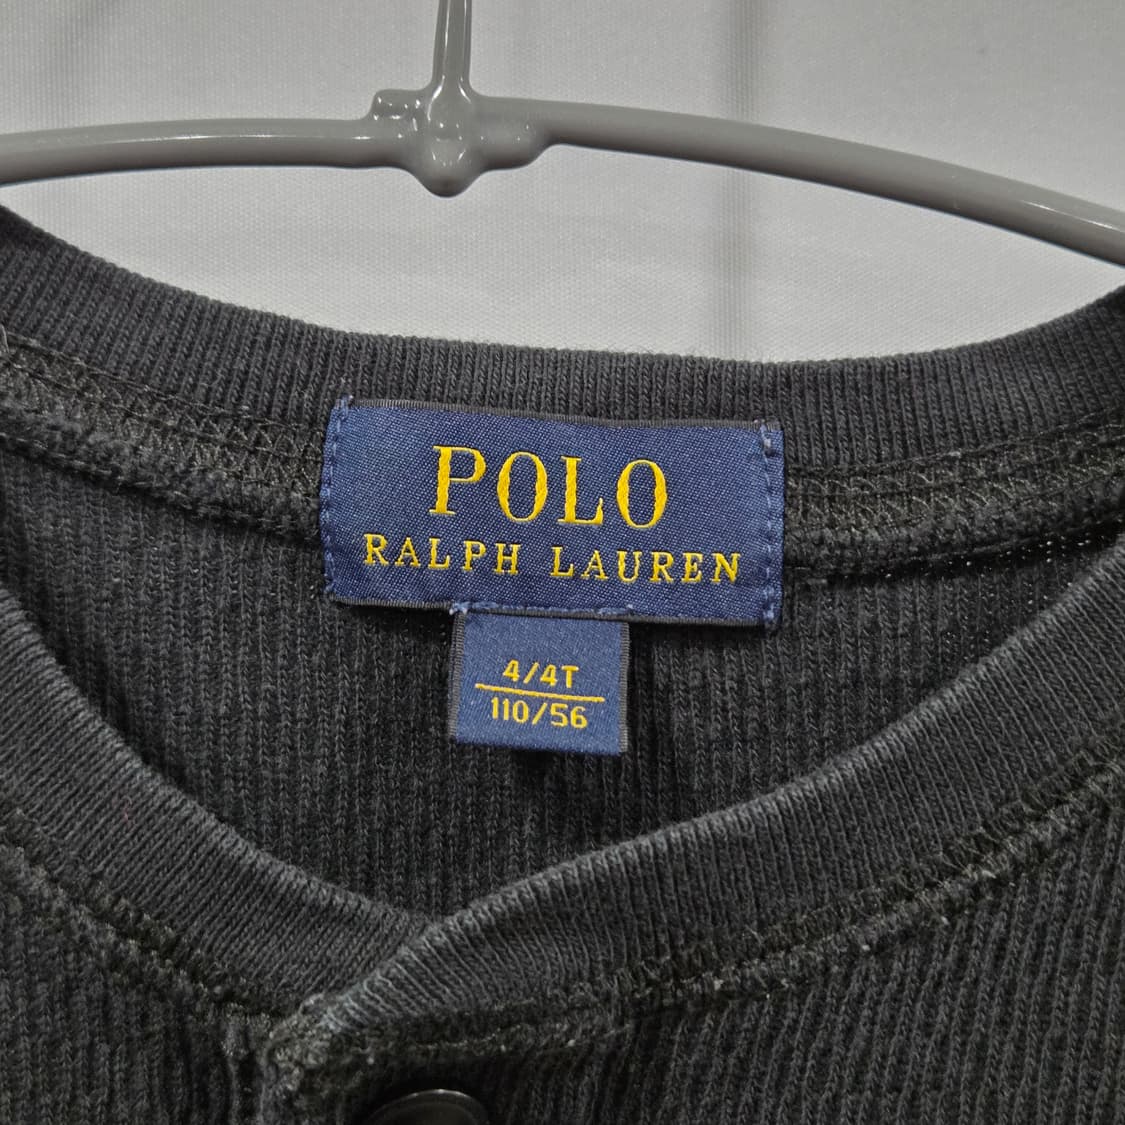 POLO
RALPH LAUREN
4/4T
110/56